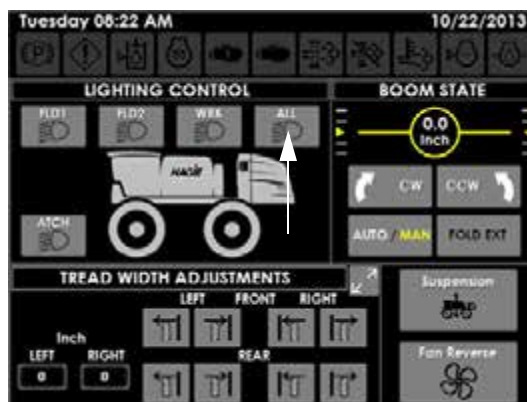 Tuesday 08:22 AM 10/22/2013
LIGHTING CONTROL BOOM STATE
FLD1 FLD2 WRK ALL
0.0
Inch
HAGIE
CW CCW
ATCH
AUTO / MAN FOLD EXT
TREAD WIDTH ADJUSTMENTS
LEFT FRONT RIGHT
Suspension
Inch
LEFT RIGHT REAR
0 0
Fan Reverse